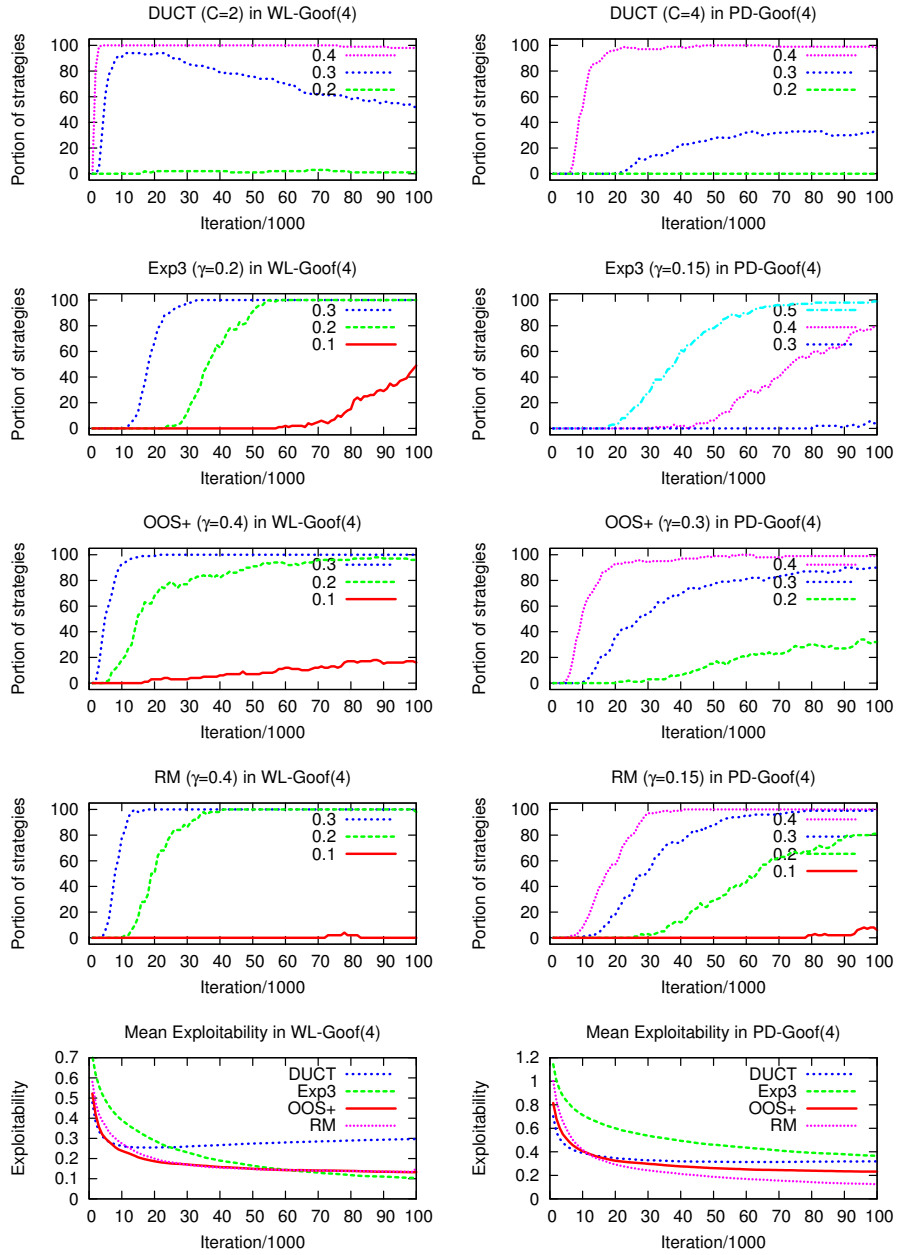 DUCT (C=2) in WL-Goof(4)
Portion of strategies
100
80
60
40
20
0
0.4
0.3
0.2
0 10 20 30 40 50 60 70 80 90 100
Iteration/1000
DUCT (C=4) in PD-Goof(4)
Portion of strategies
100
80
60
40
20
0
0.4
0.3
0.2
0 10 20 30 40 50 60 70 80 90 100
Iteration/1000
Exp3 (γ=0.2) in WL-Goof(4)
Portion of strategies
100
80
60
40
20
0
0.3
0.2
0.1
0 10 20 30 40 50 60 70 80 90 100
Iteration/1000
Exp3 (γ=0.15) in PD-Goof(4)
Portion of strategies
100
80
60
40
20
0
0.5
0.4
0.3
0 10 20 30 40 50 60 70 80 90 100
Iteration/1000
OOS+ (γ=0.4) in WL-Goof(4)
Portion of strategies
100
80
60
40
20
0
0.3
0.2
0.1
0 10 20 30 40 50 60 70 80 90 100
Iteration/1000
OOS+ (γ=0.3) in PD-Goof(4)
Portion of strategies
100
80
60
40
20
0
0.4
0.3
0.2
0 10 20 30 40 50 60 70 80 90 100
Iteration/1000
RM (γ=0.4) in WL-Goof(4)
Portion of strategies
100
80
60
40
20
0
0.3
0.2
0.1
0 10 20 30 40 50 60 70 80 90 100
Iteration/1000
RM (γ=0.15) in PD-Goof(4)
Portion of strategies
100
80
60
40
20
0
0.4
0.3
0.2
0.1
0 10 20 30 40 50 60 70 80 90 100
Iteration/1000
Mean Exploitability in WL-Goof(4)
Exploitability
0.7
0.6
0.5
0.4
0.3
0.2
0.1
0
DUCT
Exp3
OOS+
RM
0 10 20 30 40 50 60 70 80 90 100
Iteration/1000
Mean Exploitability in PD-Goof(4)
Exploitability
1.2
1
0.8
0.6
0.4
0.2
0
DUCT
Exp3
OOS+
RM
0 10 20 30 40 50 60 70 80 90 100
Iteration/1000